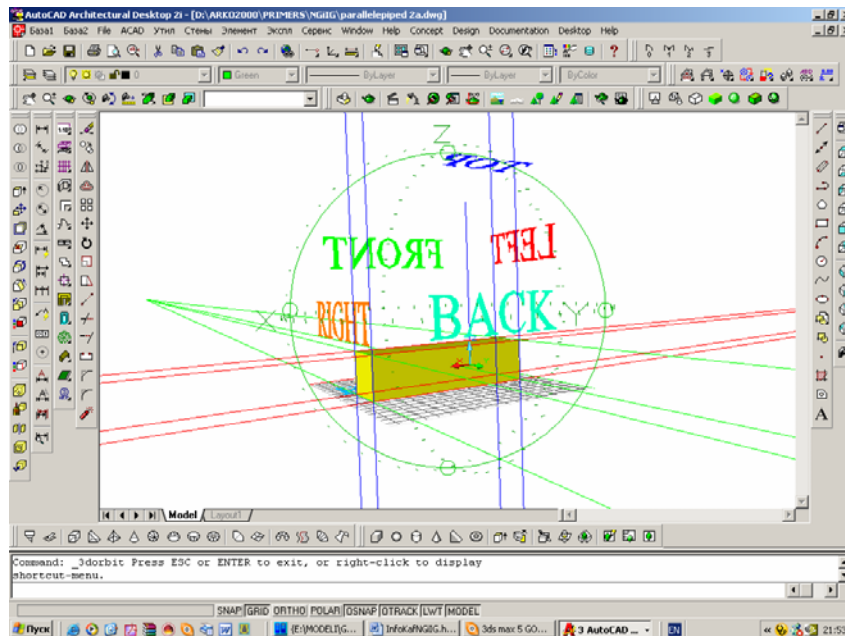 AutoCAD Architectural Desktop 2i - [D:\ARKO2000\PRIMERS\NGiIG\parallelepiped 2a.dwg]
База1 База2 File ACAD Утил Стены Элемент Экспл Сервис Window Help Concept Design Documentation Desktop Help
Green ByLayer ByLayer ByColor
Z
TOP
FRONT LEFT
RIGHT BACK
X Y
Model Layout1
Command: _3dorbit Press ESC or ENTER to exit, or right-click to display
shortcut-menu.
SNAP GRID ORTHO POLAR OSNAP OTRACK LWT MODEL
Пуск {E:\MODELI\G... InfoKafNGIIG.h... 3ds max 5 GO... 3 AutoCAD ... EN « 21:53